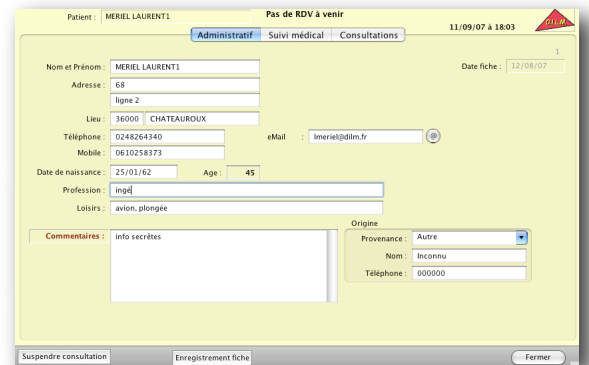 Patient : MERIEL LAURENT1 Pas de RDV à venir
11/09/07 à 18:03 DILM
Administratif Suivi médical Consultations
1
Nom et Prénom : MERIEL LAURENT1 Date fiche : 12/08/07
Adresse : 68
ligne 2
Lieu : 36000 CHATEAUROUX
Téléphone : 0248264340 eMail : lmeriel@dilm.fr @
Mobile : 0610258373
Date de naissance : 25/01/62 Age : 45
Profession : ingé
Loisirs : avion, plongée
Origine
Commentaires : info secrétes Provenance : Autre
Nom : Inconnu
Téléphone : 000000
Suspendre consultation Enregistrement fiche Fermer